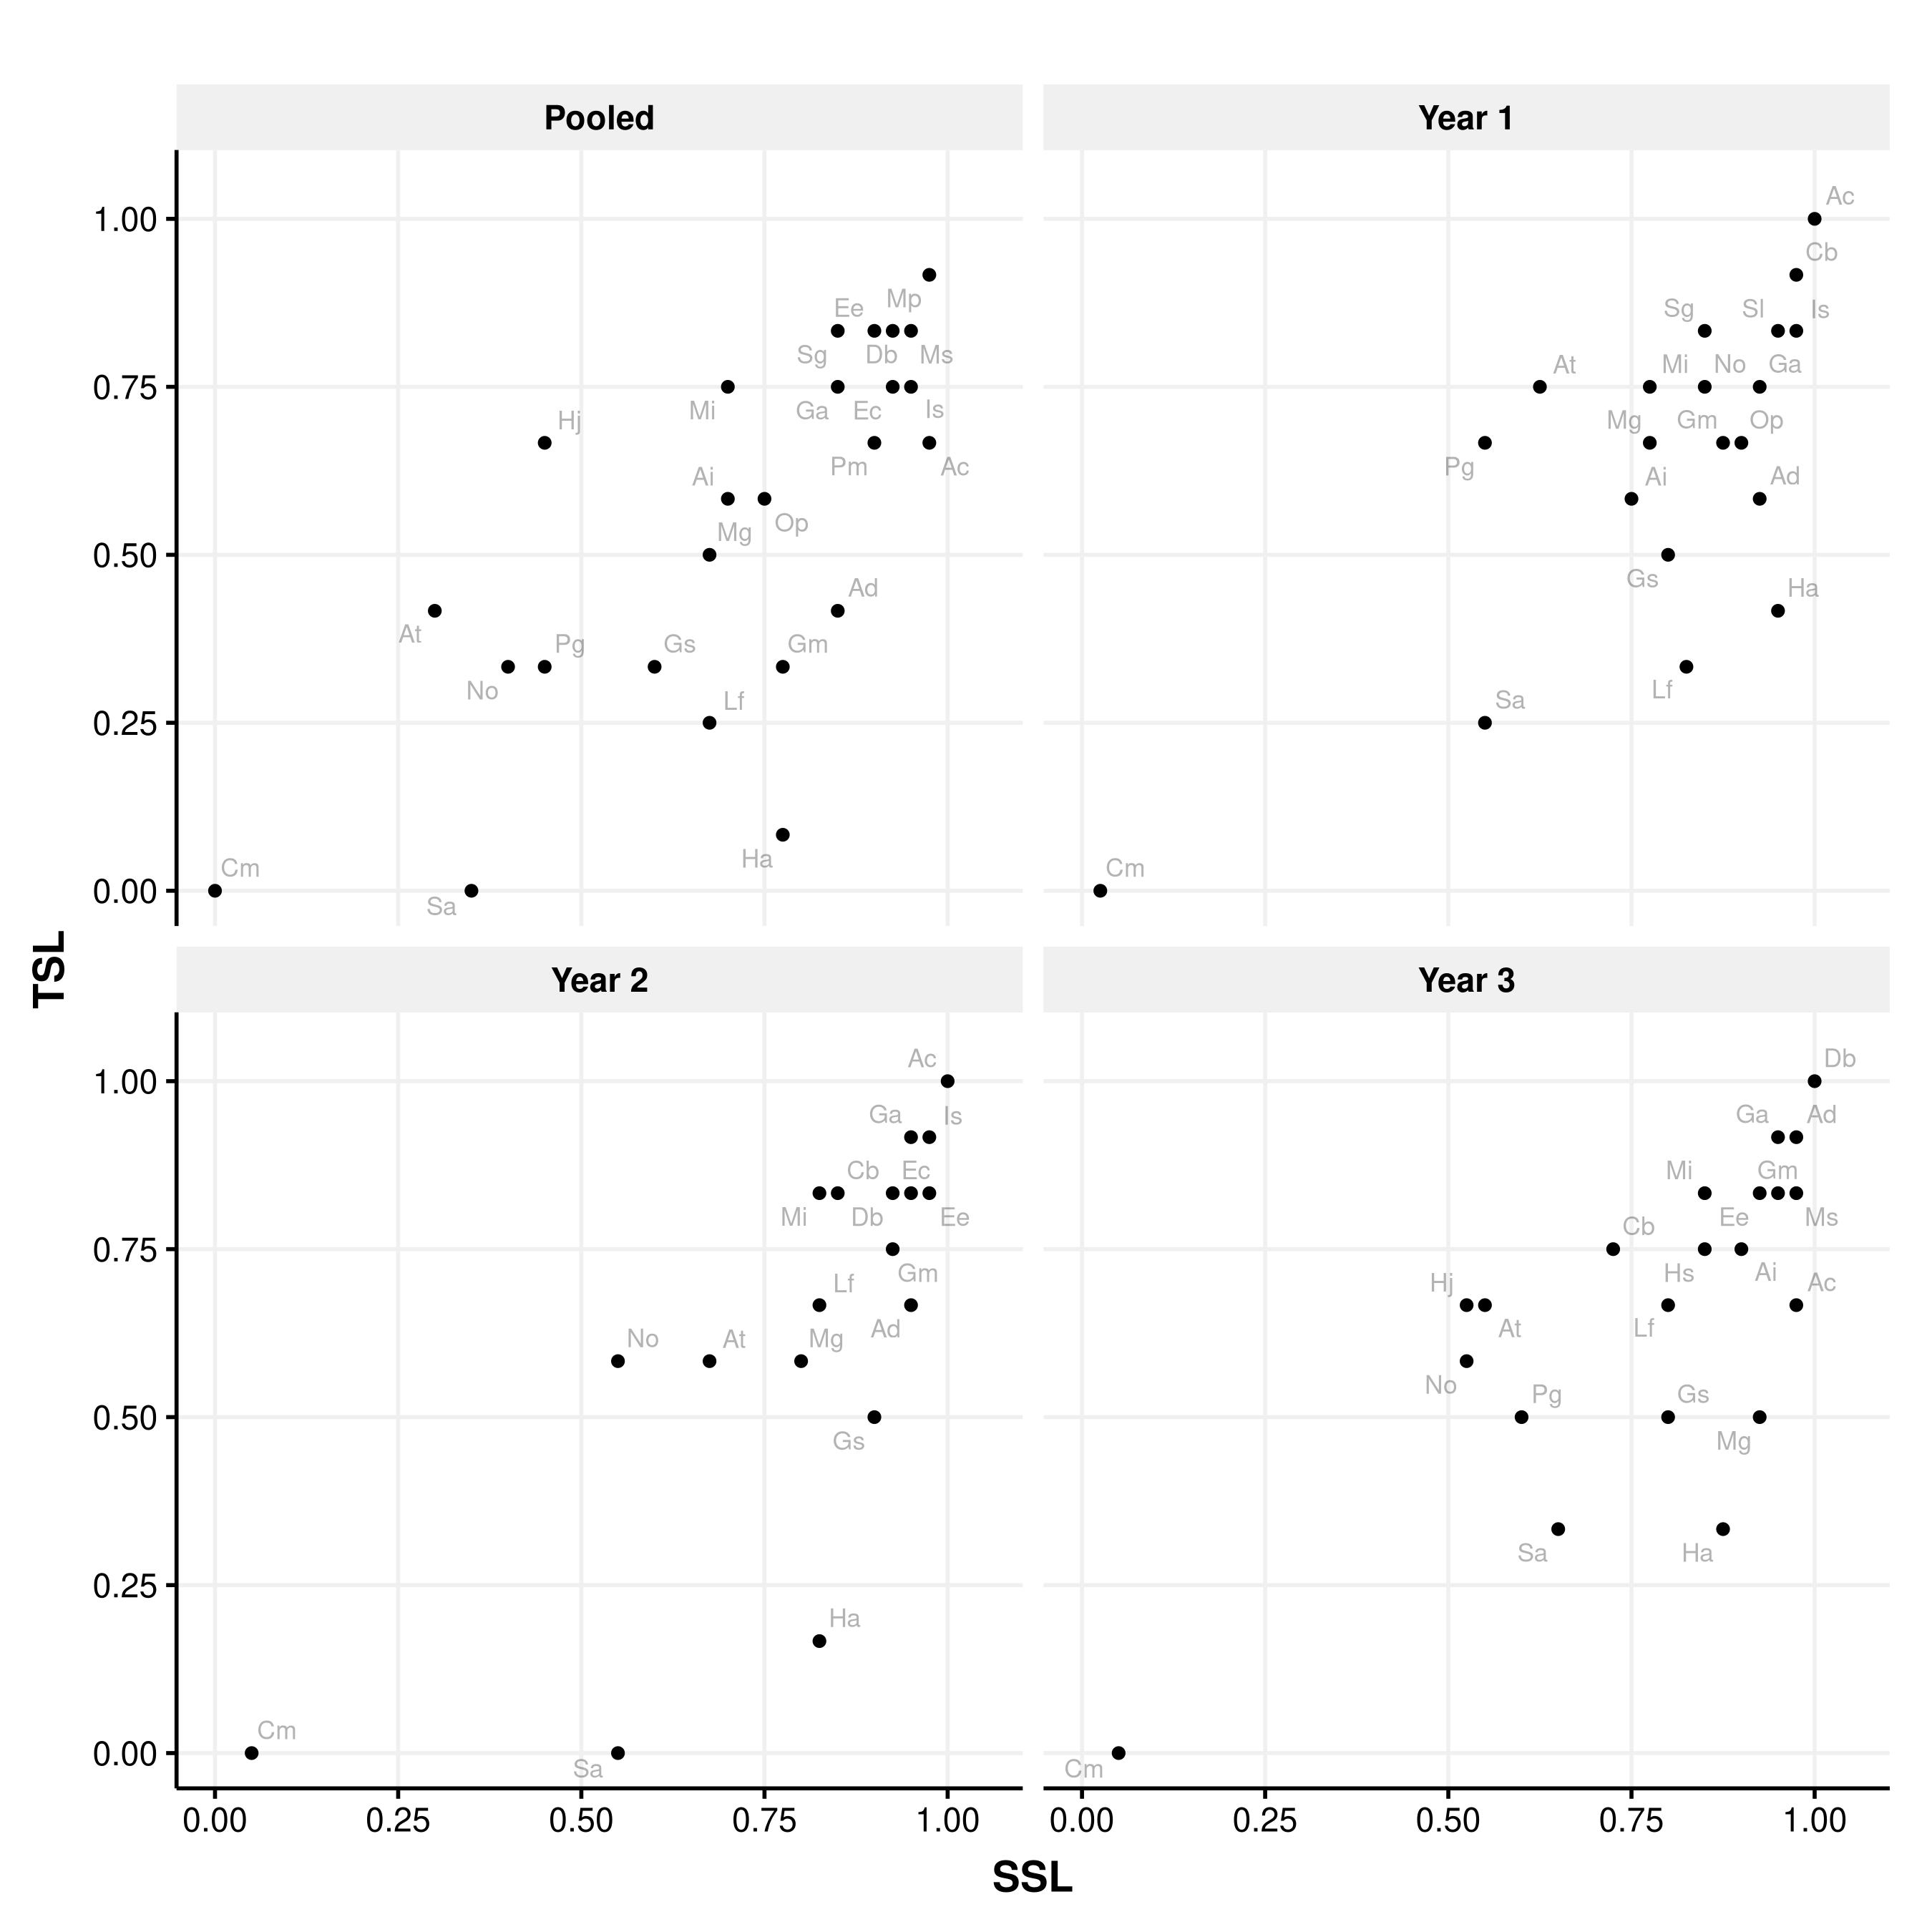 Pooled
Year 1
1.00
0.75
0.50
0.25
0.00
Ee
Mp
Sg
Db
Ms
Mi
Ga
Ec
Is
Hj
Pm
Ac
Ai
Mg
Op
At
Ad
Pg
Gs
Gm
No
Lf
Ha
Cm
Sa
Ac
Cb
Sg
Sl
Is
At
Mi
No
Ga
Mg
Gm
Op
Pg
Ai
Ad
Gs
Ha
Lf
Sa
Cm
TSL
Year 2
Year 3
1.00
0.75
0.50
0.25
0.00
Ac
Ga
Is
Cb
Ec
Mi
Db
Ee
Gm
Lf
Ad
No
At
Mg
Gs
Ha
Cm
Sa
Db
Ga
Ad
Mi
Gm
Cb
Ee
Ms
Hj
Hs
Ai
Ac
At
Lf
No
Pg
Gs
Mg
Sa
Ha
Cm
0.00
0.25
0.50
0.75
1.00
0.00
0.25
0.50
0.75
1.00
SSL